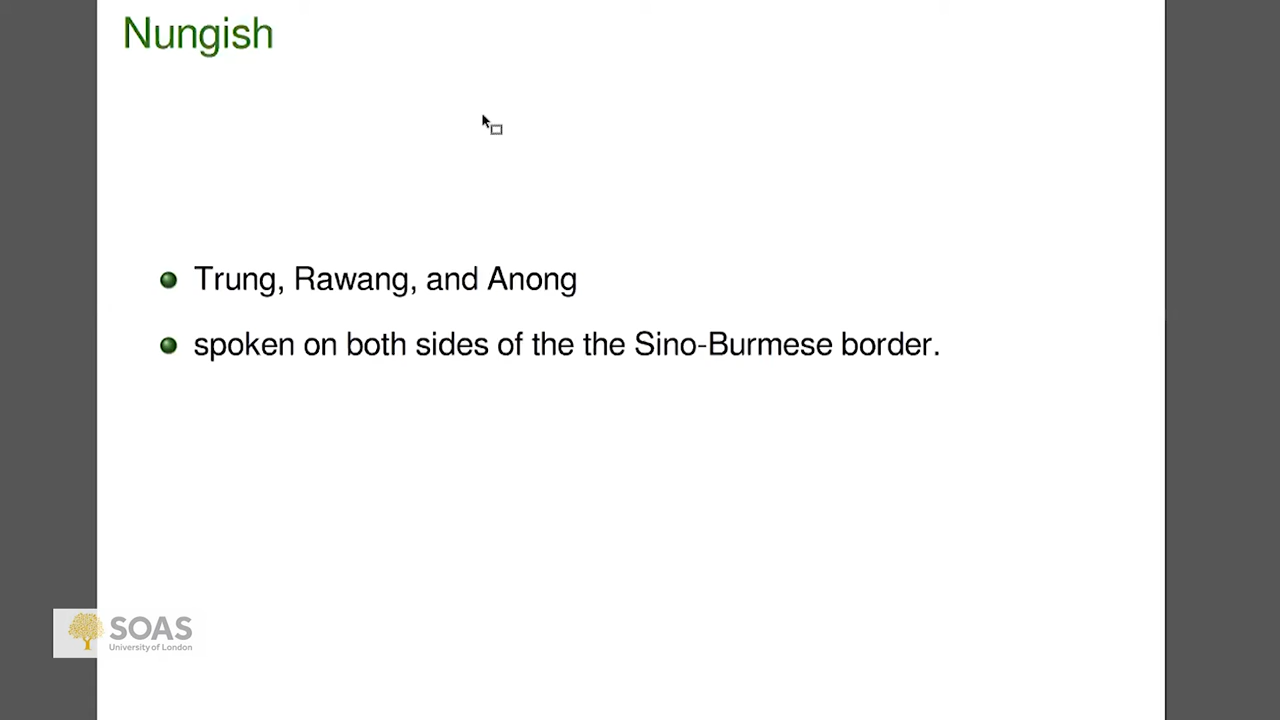 Nungish
Trung, Rawang, and Anong
spoken on both sides of the the Sino-Burmese border.
SOAS
University of London